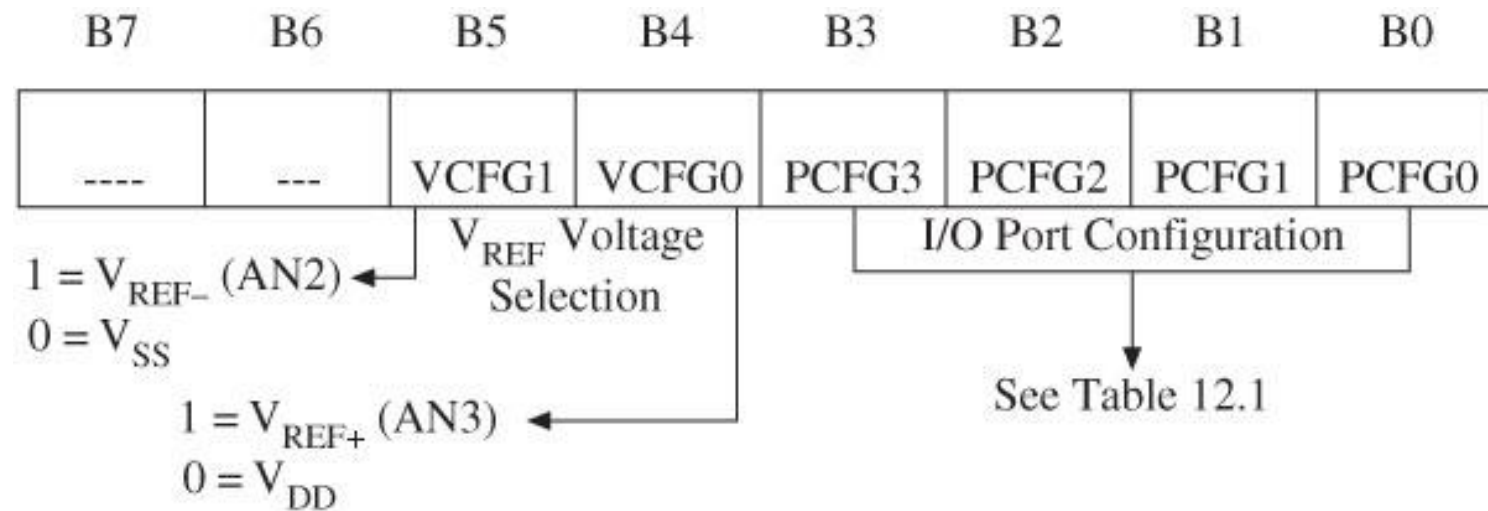 B7 B6 B5 B4 B3 B2 B1 B0
---- --- VCFG1 VCFG0 PCFG3 PCFG2 PCFG1 PCFG0
VREF Voltage
Selection
I/O Port Configuration
1 = VREF– (AN2)
0 = VSS
1 = VREF+ (AN3)
0 = VDD
See Table 12.1